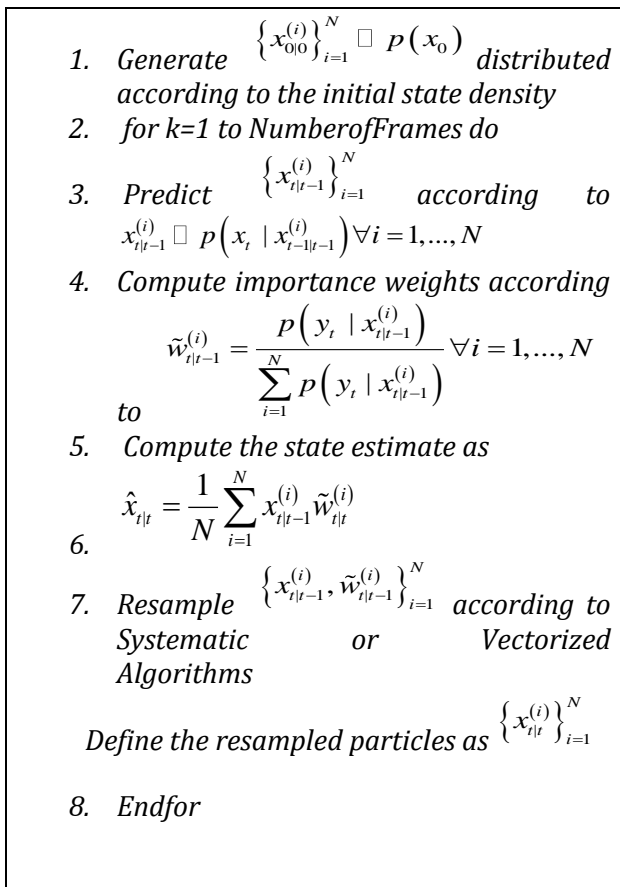 1. Generate {x_{0|0}^{(i)}}_{i=1}^{N} □ p(x_0) distributed
according to the initial state density
2. for k=1 to NumberofFrames do
3. Predict {x_{t|t-1}^{(i)}}_{i=1}^{N} according to
x_{t|t-1}^{(i)} □ p(x_t | x_{t-1|t-1}^{(i)}) ∀i = 1,..., N
4. Compute importance weights according
to w̃_{t|t-1}^{(i)} = p(y_t | x_{t|t-1}^{(i)}) / ∑_{i=1}^{N} p(y_t | x_{t|t-1}^{(i)}) ∀i = 1,..., N
5. Compute the state estimate as
6. x̂_{t|t} = 1/N ∑_{i=1}^{N} x_{t|t-1}^{(i)} w̃_{t|t}^{(i)}
7. Resample {x_{t|t-1}^{(i)}, w̃_{t|t-1}^{(i)}}_{i=1}^{N} according to
Systematic or Vectorized
Algorithms
Define the resampled particles as {x_{t|t}^{(i)}}_{i=1}^{N}
8. Endfor